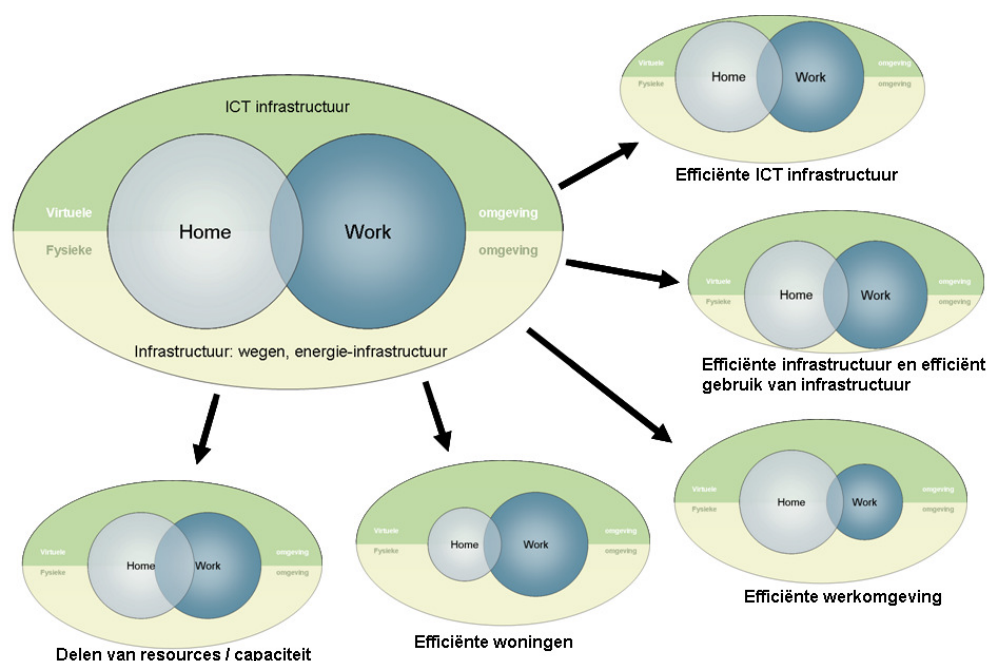 ICT infrastructuur
Virtuele omgeving
Home Work
Fysieke omgeving
Infrastructuur: wegen, energie-infrastructuur
Virtuele omgeving
Home Work
Fysieke omgeving
Efficiënte ICT infrastructuur
Virtuele omgeving
Home Work
Fysieke omgeving
Efficiënte infrastructuur en efficiënt
gebruik van infrastructuur
Virtuele omgeving
Home Work
Fysieke omgeving
Efficiënte werkomgeving
Virtuele omgeving
Home Work
Fysieke omgeving
Efficiënte woningen
Virtuele omgeving
Home Work
Fysieke omgeving
Delen van resources / capaciteit